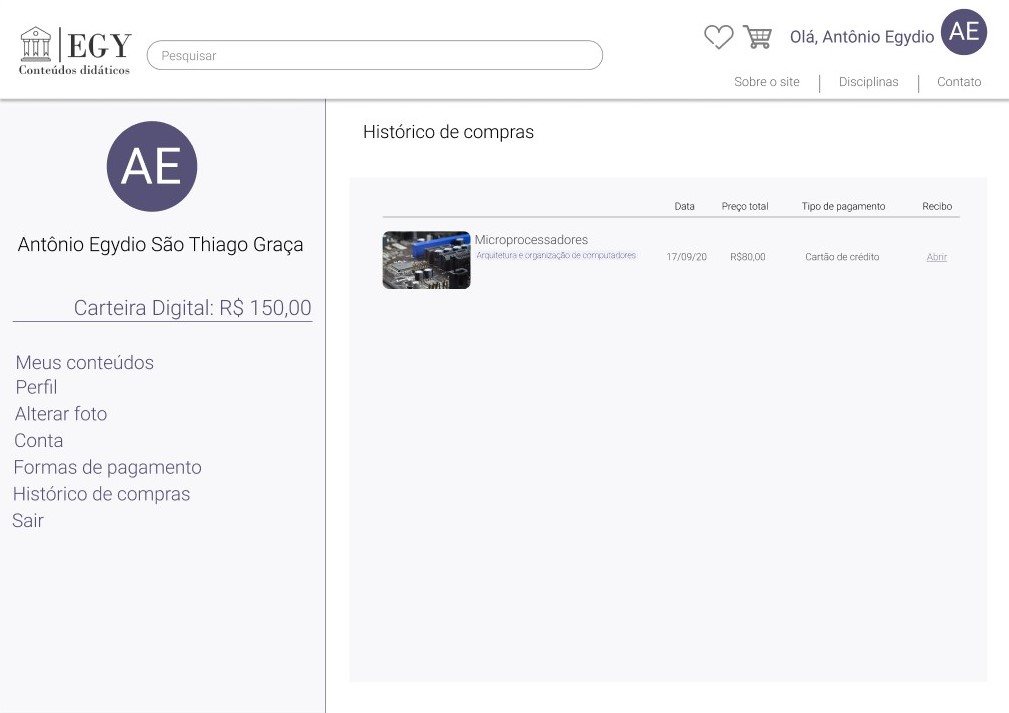 EGY
Conteúdos didáticos
Pesquisar
Olá, Antônio Egydio
AE
Sobre o site
Disciplinas
Contato
AE
Antônio Egydio São Thiago Graça
Carteira Digital: R$ 150,00
Meus conteúdos
Perfil
Alterar foto
Conta
Formas de pagamento
Histórico de compras
Sair
Histórico de compras
Data Preço total Tipo de pagamento Recibo
Microprocessadores
Arquitetura e organização de computadores 17/09/20 R$80,00 Cartão de crédito Abrir